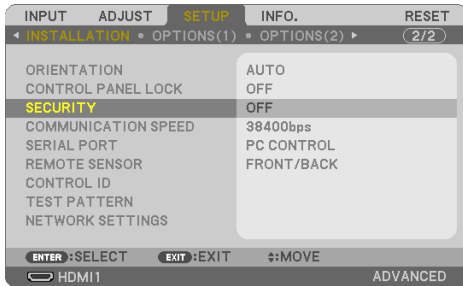 INPUT ADJUST SETUP INFO. RESET
◂ INSTALLATION • OPTIONS(1) • OPTIONS(2) ▸ 2/2
ORIENTATION AUTO
CONTROL PANEL LOCK OFF
SECURITY OFF
COMMUNICATION SPEED 38400bps
SERIAL PORT PC CONTROL
REMOTE SENSOR FRONT/BACK
CONTROL ID
TEST PATTERN
NETWORK SETTINGS
ENTER :SELECT EXIT :EXIT ♦:MOVE
HDMI1 ADVANCED